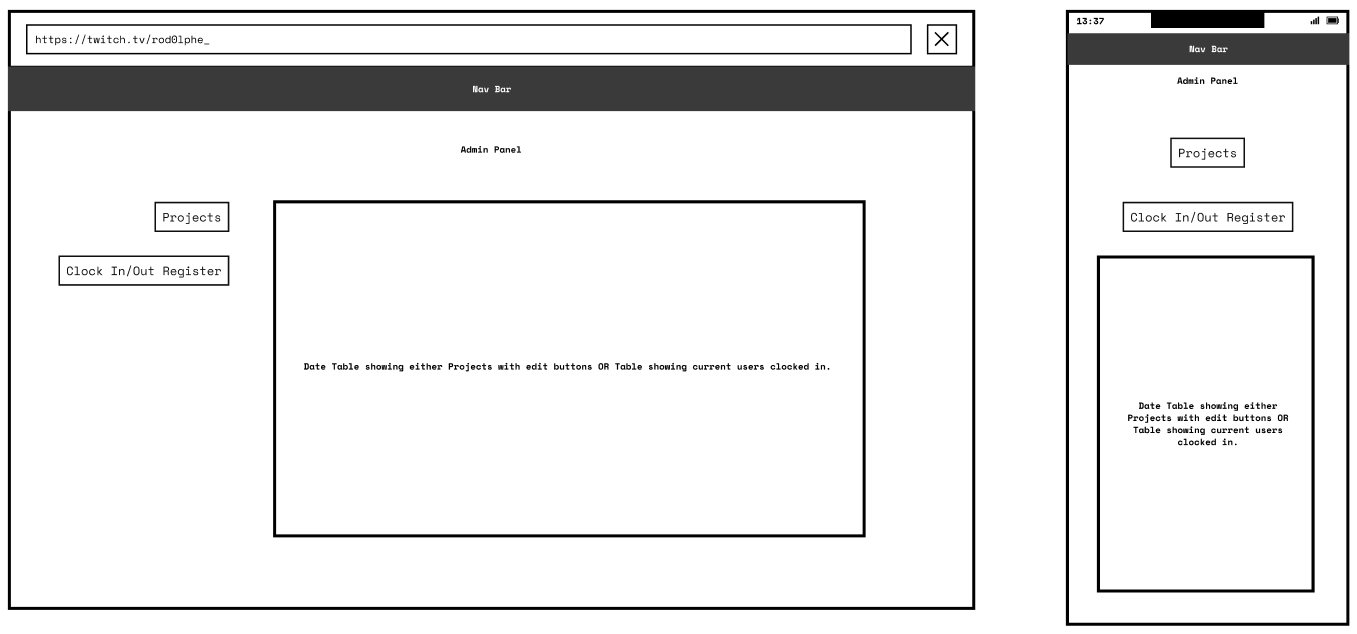 https://twitch.tv/rod0lphe_
Nav Bar
Admin Panel
Projects
Clock In/Out Register
Date Table showing either Projects with edit buttons OR Table showing current users clocked in.
13:37
Nav Bar
Admin Panel
Projects
Clock In/Out Register
Date Table showing either
Projects with edit buttons OR
Table showing current users
clocked in.